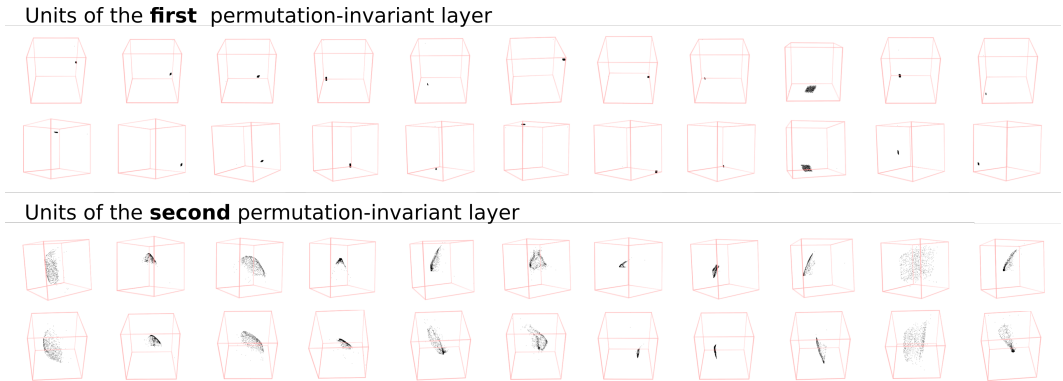 Units of the first permutation-invariant layer
Units of the second permutation-invariant layer